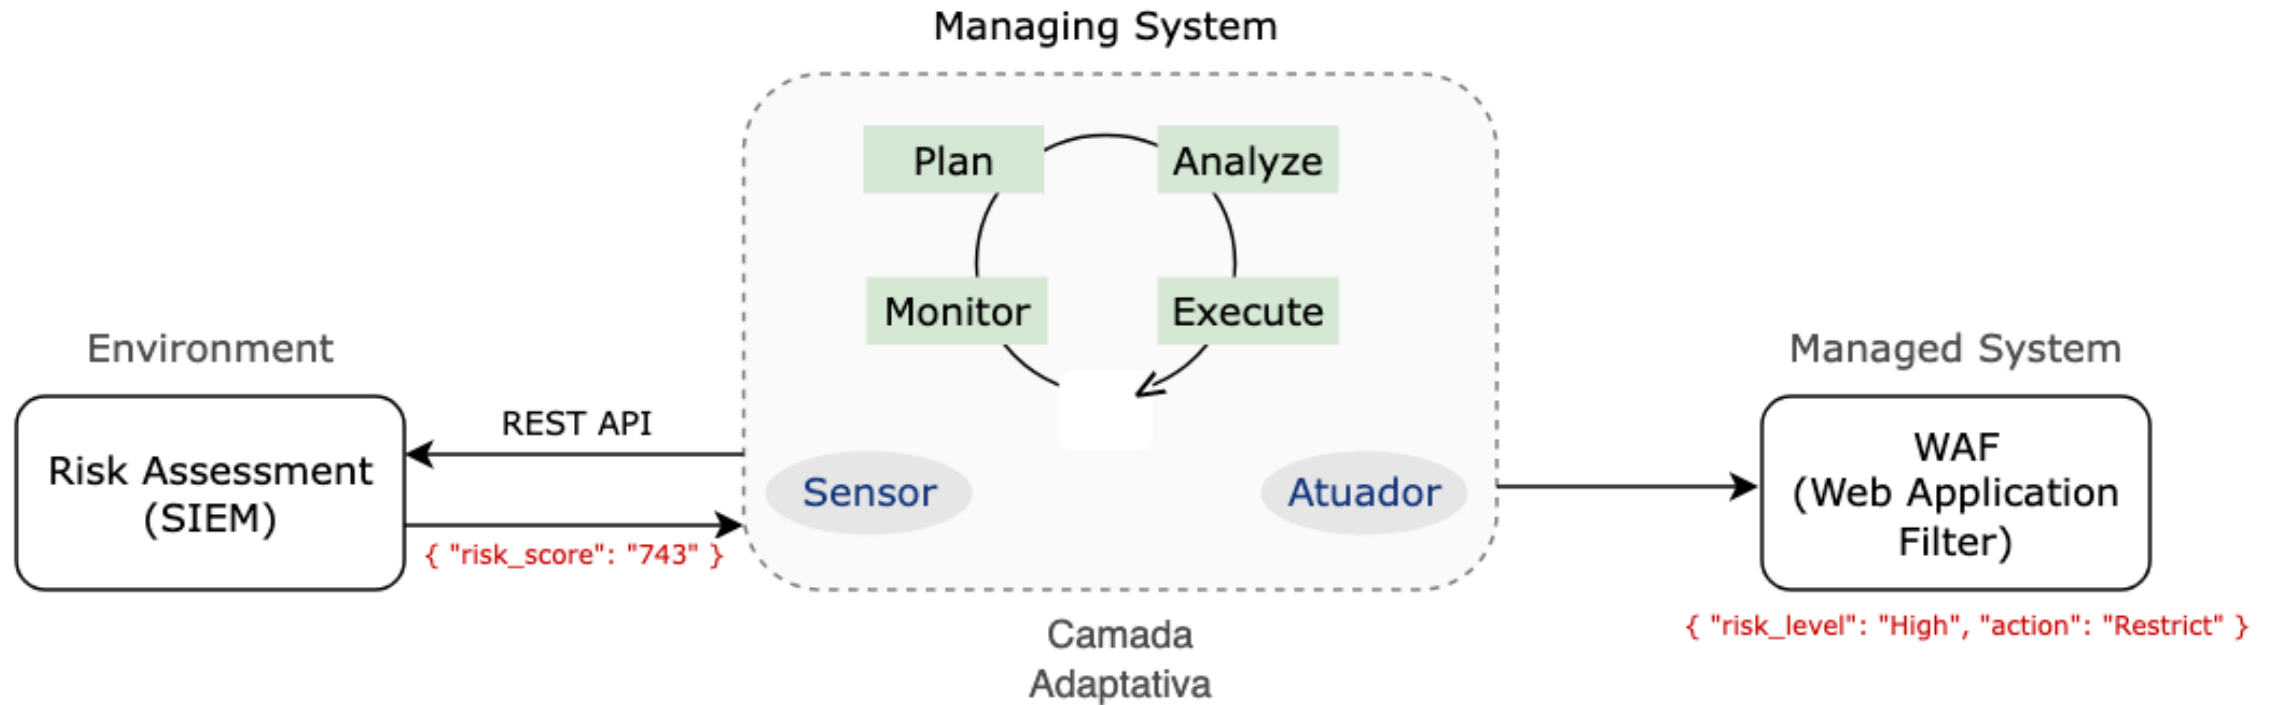 Managing System
Plan
Analyze
Monitor
Execute
Environment
Risk Assessment
(SIEM)
REST API
{ "risk_score": "743" }
Sensor
Atuador
Managed System
WAF
(Web Application
Filter)
{ "risk_level": "High", "action": "Restrict" }
Camada
Adaptativa